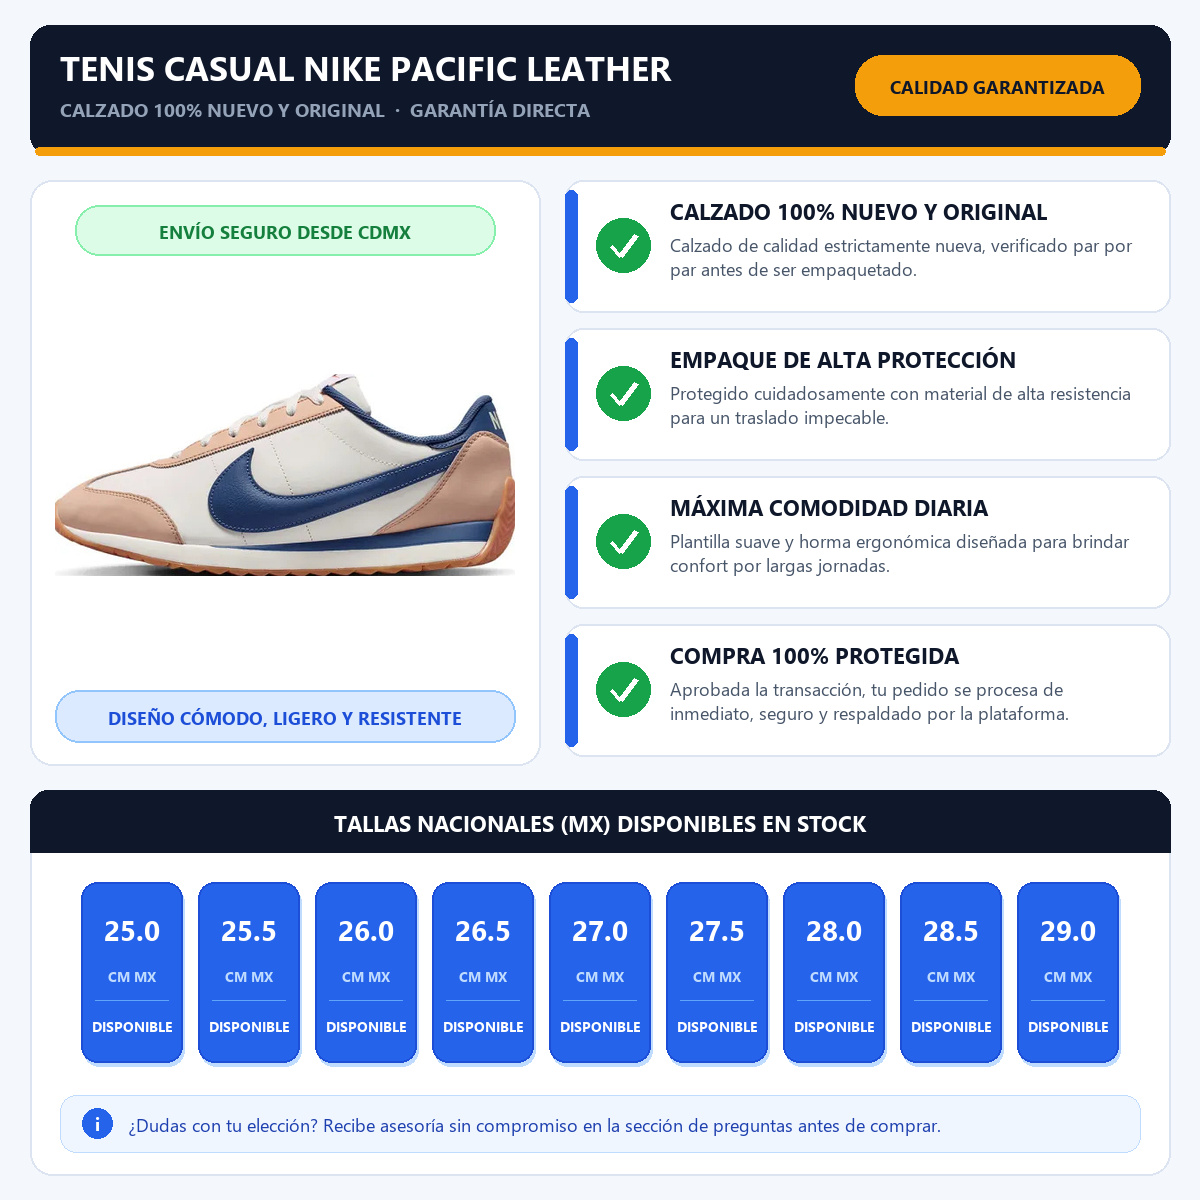 TENIS CASUAL NIKE PACIFIC LEATHER
CALZADO 100% NUEVO Y ORIGINAL · GARANTÍA DIRECTA
CALIDAD GARANTIZADA
ENVÍO SEGURO DESDE CDMX
DISEÑO CÓMODO, LIGERO Y RESISTENTE
CALZADO 100% NUEVO Y ORIGINAL
Calzado de calidad estrictamente nueva, verificado par por
par antes de ser empaquetado.
EMPAQUE DE ALTA PROTECCIÓN
Protegido cuidadosamente con material de alta resistencia
para un traslado impecable.
MÁXIMA COMODIDAD DIARIA
Plantilla suave y horma ergonómica diseñada para brindar
confort por largas jornadas.
COMPRA 100% PROTEGIDA
Aprobada la transacción, tu pedido se procesa de
inmediato, seguro y respaldado por la plataforma.
TALLAS NACIONALES (MX) DISPONIBLES EN STOCK
25.0 25.5 26.0 26.5 27.0 27.5 28.0 28.5 29.0
CM MX CM MX CM MX CM MX CM MX CM MX CM MX CM MX CM MX
DISPONIBLE DISPONIBLE DISPONIBLE DISPONIBLE DISPONIBLE DISPONIBLE DISPONIBLE DISPONIBLE DISPONIBLE
¿Dudas con tu elección? Recibe asesoría sin compromiso en la sección de preguntas antes de comprar.